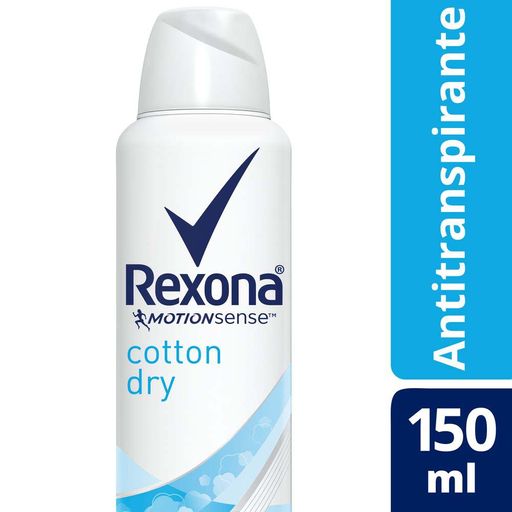 Rexona®
MOTIONsense™
cotton
dry
Antitranspirante
150
ml